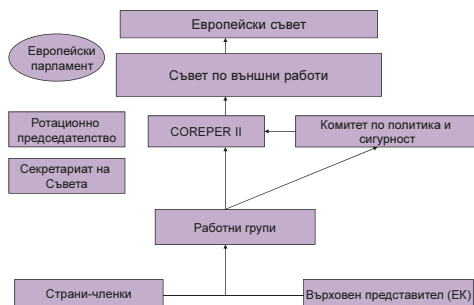 Европейски съвет
Европейски
парламент
Съвет по външни работи
Ротационно
председателство
COREPER II
Комитет по политика и
сигурност
Секретариат на
Съвета
Работни групи
Страни-членки
Върховен представител (ЕК)